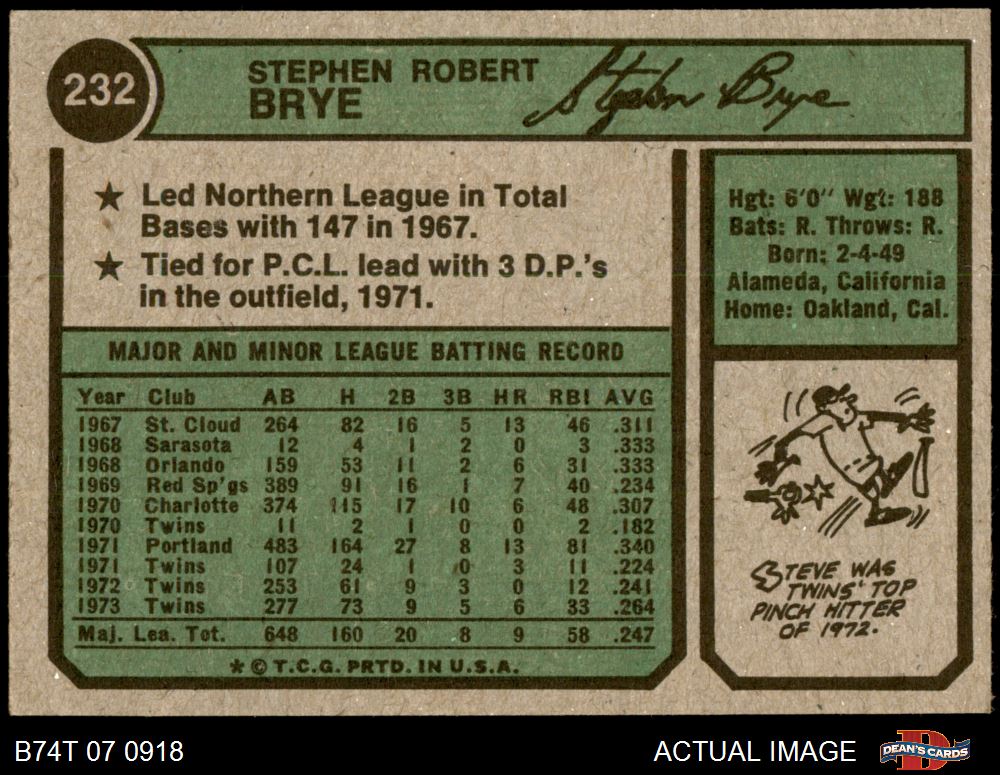 232
STEPHEN ROBERT
BRYE
Stephen Brye
★ Led Northern League in Total
Bases with 147 in 1967.
★ Tied for P.C.L. lead with 3 D.P.'s
in the outfield, 1971.
MAJOR AND MINOR LEAGUE BATTING RECORD
Year Club AB H 2B 3B HR RBI AVG
1967 St. Cloud 264 82 16 5 13 46 .311
1968 Sarasota 12 4 1 2 0 3 .333
1968 Orlando 159 53 11 2 6 31 .333
1969 Red Sp'gs 389 91 16 1 7 40 .234
1970 Charlotte 374 115 17 10 6 48 .307
1970 Twins 11 2 1 0 0 2 .182
1971 Portland 483 164 27 8 13 81 .340
1971 Twins 107 24 1 0 3 11 .224
1972 Twins 253 61 9 3 0 12 .241
1973 Twins 277 73 9 5 6 33 .264
Maj. Lea. Tot. 648 160 20 8 9 58 .247
* © T.C.G. PRTD. IN U.S.A.
Hgt: 6'0" Wgt: 188
Bats: R. Throws: R.
Born: 2-4-49
Alameda, California
Home: Oakland, Cal.
STEVE WAS
TWINS' TOP
PINCH HITTER
OF 1972.
B74T 07 0918
ACTUAL IMAGE
DEAN'S CARDS